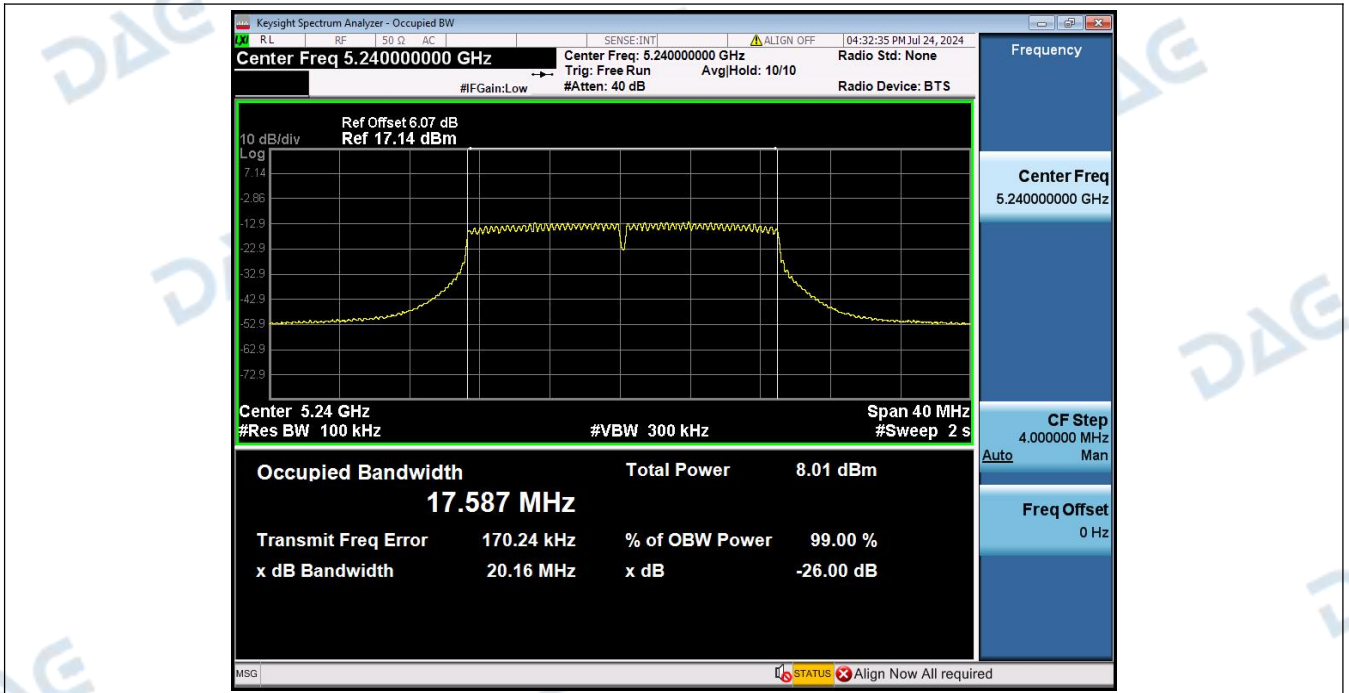 DAG
DAG
DAG
DAG
Keysight Spectrum Analyzer - Occupied BW
LXI RL RF 50 Ω AC SENSE:INT ALIGN OFF 04:32:35 PM Jul 24, 2024
Center Freq 5.240000000 GHz
Center Freq: 5.240000000 GHz Radio Std: None
Trig: Free Run Avg|Hold: 10/10
#IFGain:Low #Atten: 40 dB Radio Device: BTS
Ref Offset 6.07 dB
10 dB/div Ref 17.14 dBm
Log
7.14
-2.86
-12.9
-22.9
-32.9
-42.9
-52.9
-62.9
-72.9
Center 5.24 GHz Span 40 MHz
#Res BW 100 kHz #VBW 300 kHz #Sweep 2 s
Occupied Bandwidth Total Power 8.01 dBm
17.587 MHz
Transmit Freq Error 170.24 kHz % of OBW Power 99.00 %
x dB Bandwidth 20.16 MHz x dB -26.00 dB
Frequency
Center Freq
5.240000000 GHz
CF Step
4.000000 MHz
Auto Man
Freq Offset
0 Hz
MSG STATUS Align Now All required